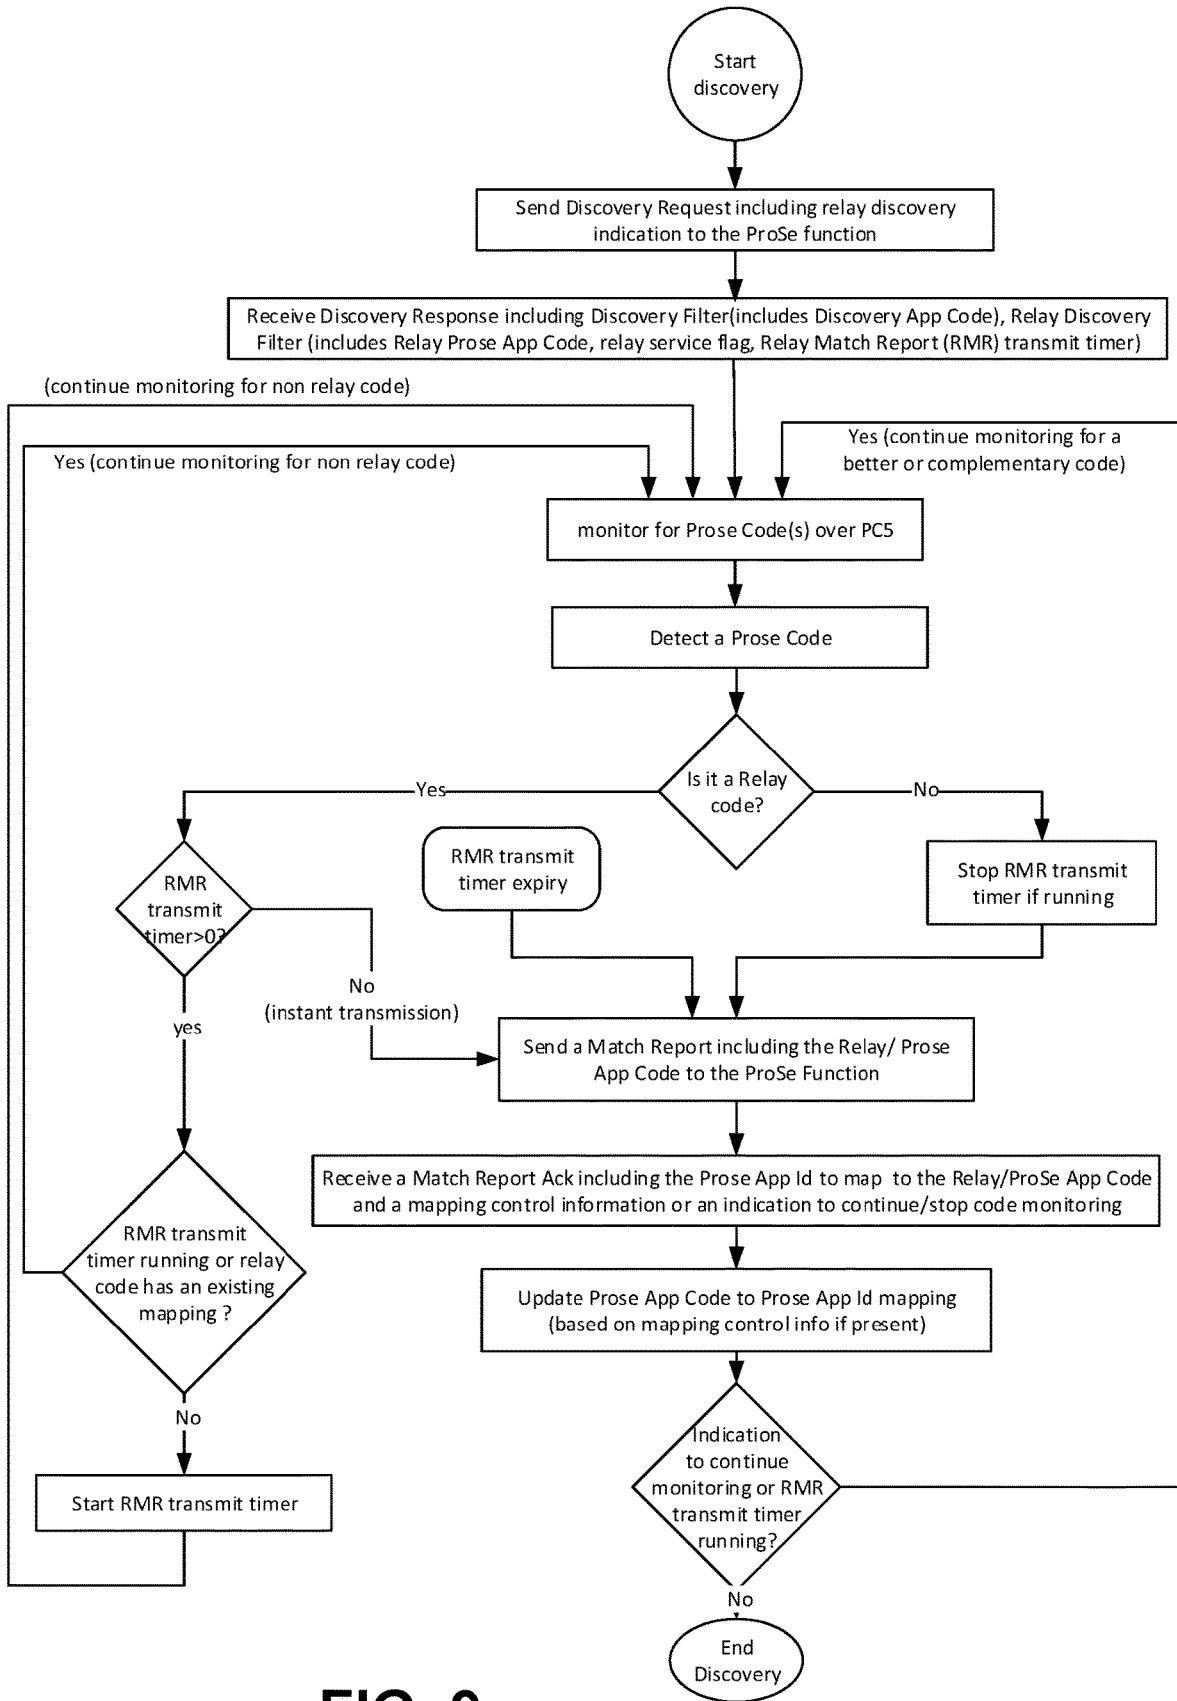 Start
discovery
Send Discovery Request including relay discovery
indication to the ProSe function
Receive Discovery Response including Discovery Filter(includes Discovery App Code), Relay Discovery
Filter (includes Relay Prose App Code, relay service flag, Relay Match Report (RMR) transmit timer)
(continue monitoring for non relay code)
Yes (continue monitoring for non relay code)
Yes (continue monitoring for a
better or complementary code)
monitor for Prose Code(s) over PC5
Detect a Prose Code
Is it a Relay
code?
Yes
No
RMR transmit
timer expiry
Stop RMR transmit
timer if running
RMR
transmit
timer>0?
No
(instant transmission)
yes
Send a Match Report including the Relay/ Prose
App Code to the ProSe Function
Receive a Match Report Ack including the Prose App Id to map to the Relay/ProSe App Code
and a mapping control information or an indication to continue/stop code monitoring
RMR transmit
timer running or relay
code has an existing
mapping ?
Update Prose App Code to Prose App Id mapping
(based on mapping control info if present)
No
Indication
to continue
monitoring or RMR
transmit timer
running?
Start RMR transmit timer
No
End
Discovery
FIG.